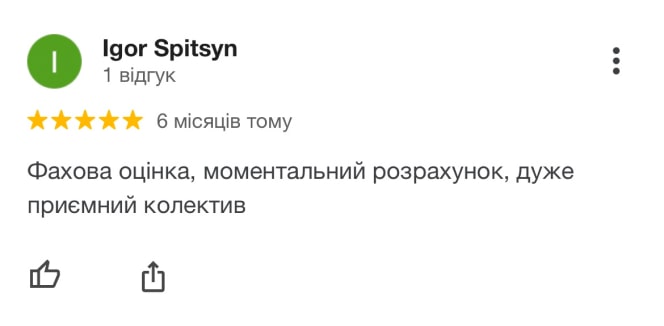 I
Igor Spitsyn
1 відгук
6 місяців тому
Фахова оцінка, моментальний розрахунок, дуже
приємний колектив